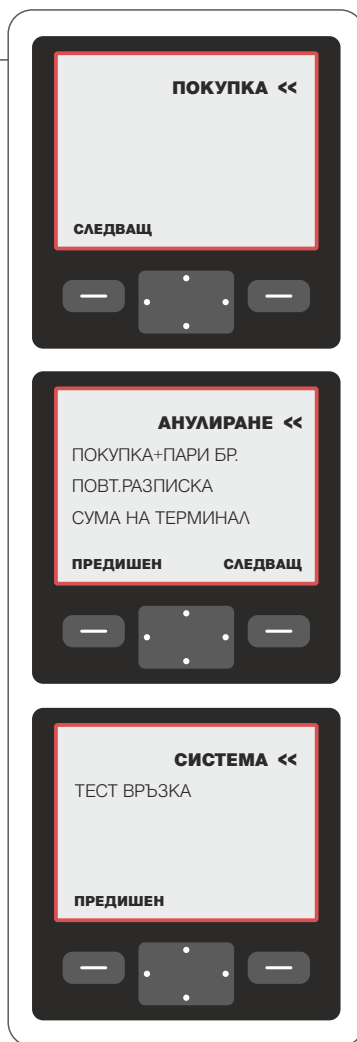 ПОКУПКА <<
СЛЕДВАЩ
АНУЛИРАНЕ <<
ПОКУПКА+ПАРИ БР.
ПОВТ.РАЗПИСКА
СУМА НА ТЕРМИНАЛ
ПРЕДИШЕН СЛЕДВАЩ
СИСТЕМА <<
ТЕСТ ВРЪЗКА
ПРЕДИШЕН